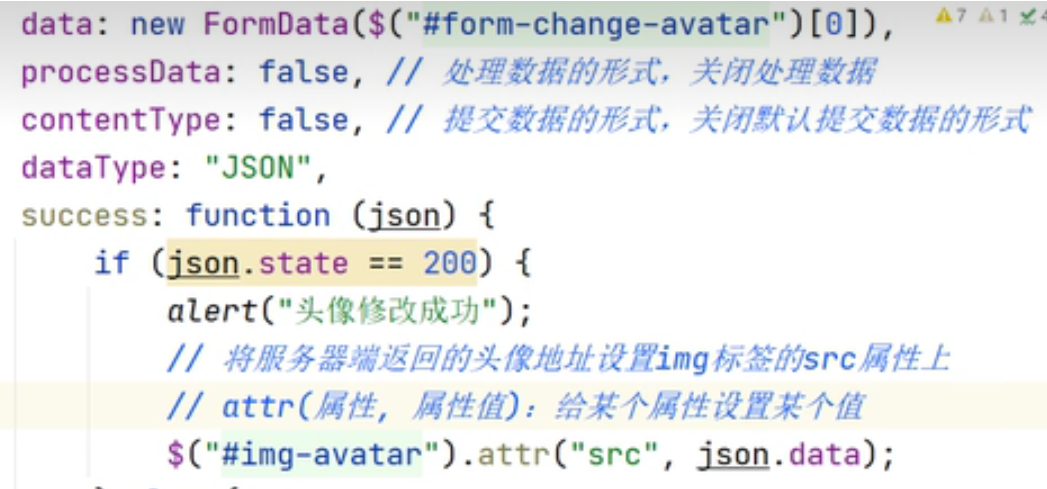 data: new FormData($("#form-change-avatar")[0]),
7 1 4
processData: false, // 处理数据的形式，关闭处理数据
contentType: false, // 提交数据的形式，关闭默认提交数据的形式
dataType: "JSON",
success: function (json) {
if (json.state == 200) {
alert("头像修改成功");
// 将服务器端返回的头像地址设置img标签的src属性上
// attr(属性, 属性值)：给某个属性设置某个值
$("#img-avatar").attr("src", json.data);